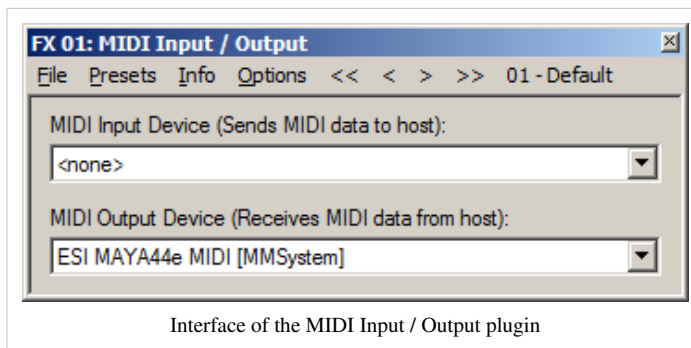 FX 01: MIDI Input / Output
File Presets Info Options << < > >> 01 - Default
MIDI Input Device (Sends MIDI data to host):
<none>
MIDI Output Device (Receives MIDI data from host):
ESI MAYA44e MIDI [MMSystem]
Interface of the MIDI Input / Output plugin